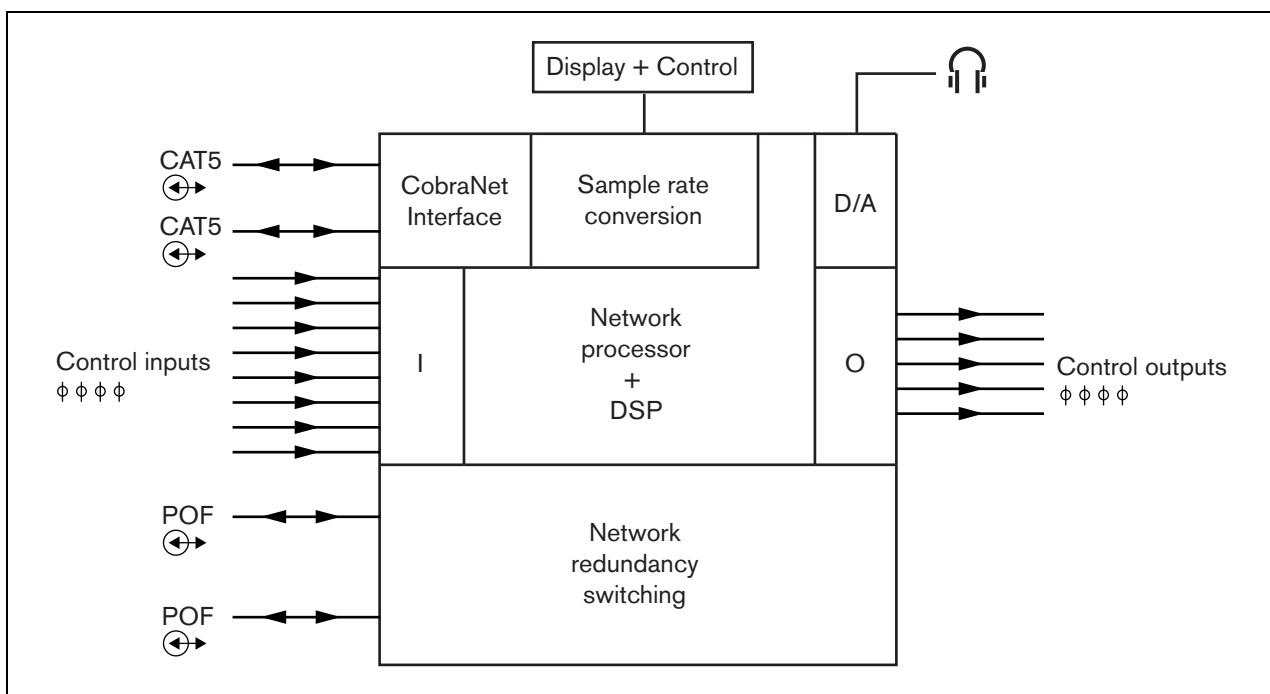 Display + Control
CAT5
CAT5
CobraNet
Interface
Sample rate
conversion
D/A
Control inputs
ϕ ϕ ϕ ϕ
I
Network
processor
+
DSP
O
Control outputs
ϕ ϕ ϕ ϕ
POF
POF
Network
redundancy
switching